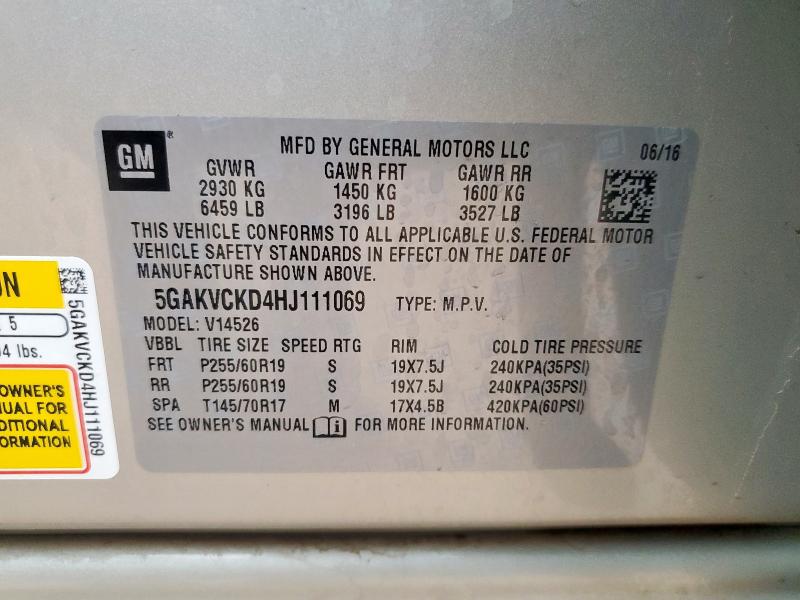 GM
MFD BY GENERAL MOTORS LLC 06/16
GVWR GAWR FRT GAWR RR
2930 KG 1450 KG 1600 KG
6459 LB 3196 LB 3527 LB
THIS VEHICLE CONFORMS TO ALL APPLICABLE U.S. FEDERAL MOTOR
VEHICLE SAFETY STANDARDS IN EFFECT ON THE DATE OF
MANUFACTURE SHOWN ABOVE.
5GAKVCKD4HJ111069 TYPE: M.P.V.
MODEL: V14526
VBBL TIRE SIZE SPEED RTG RIM COLD TIRE PRESSURE
FRT P255/60R19 S 19X7.5J 240KPA(35PSI)
RR P255/60R19 S 19X7.5J 240KPA(35PSI)
SPA T145/70R17 M 17X4.5B 420KPA(60PSI)
SEE OWNER'S MANUAL FOR MORE INFORMATION.
5
lbs.
OWNER'S
FOR
5GAKVCKD4HJ111069